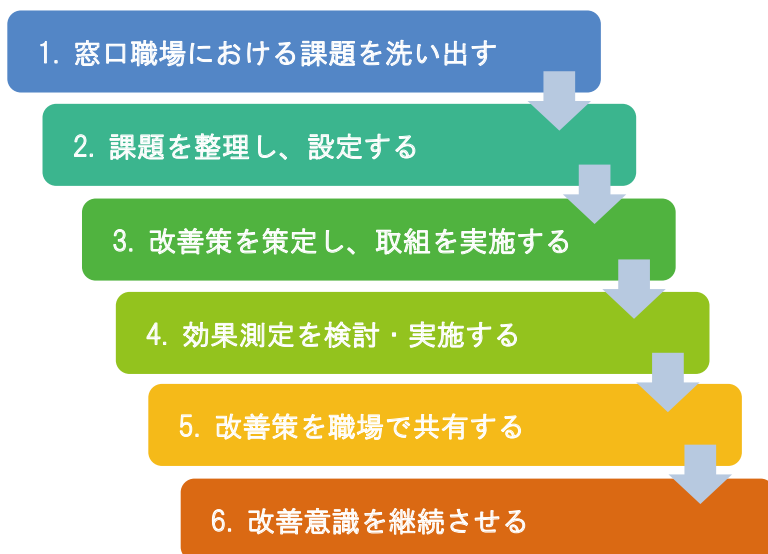 1. 窓口職場における課題を洗い出す
2. 課題を整理し、設定する
3. 改善策を策定し、取組を実施する
4. 効果測定を検討・実施する
5. 改善策を職場で共有する
6. 改善意識を継続させる